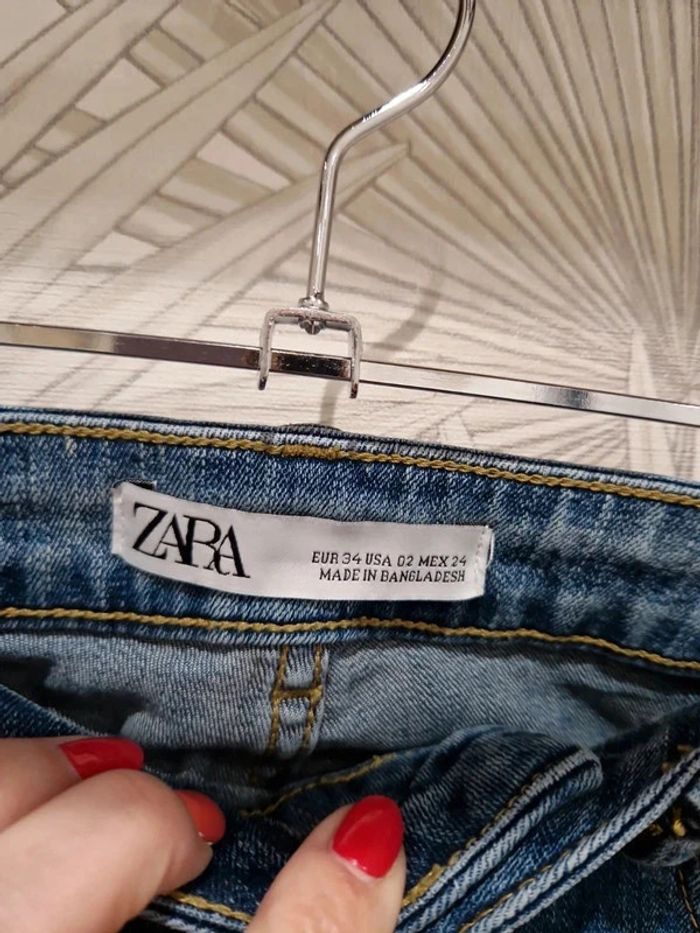 ZARA
EUR 34 USA 02 MEX 24
MADE IN BANGLADESH